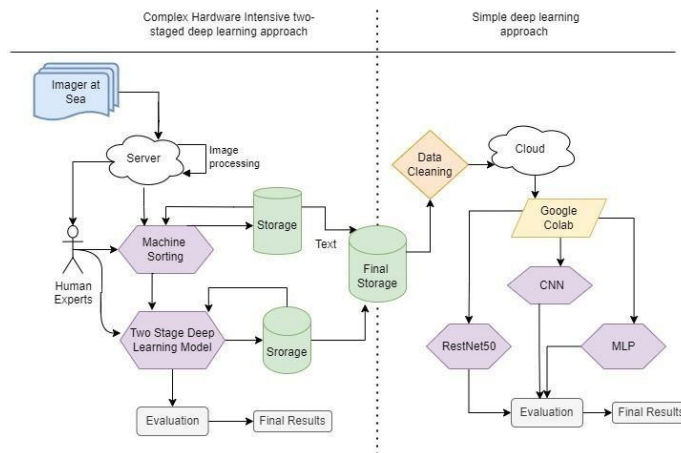 Complex Hardware Intensive two-
staged deep learning approach
Simple deep learning
approach
Imager at
Sea
Server
Image
processing
Data
Cleaning
Cloud
Storage
Google
Colab
Machine
Sorting
Text
Final
Storage
Human
Experts
CNN
Two Stage Deep
Learning Model
Srorage
RestNet50
MLP
Evaluation
Final Results
Evaluation
Final Results